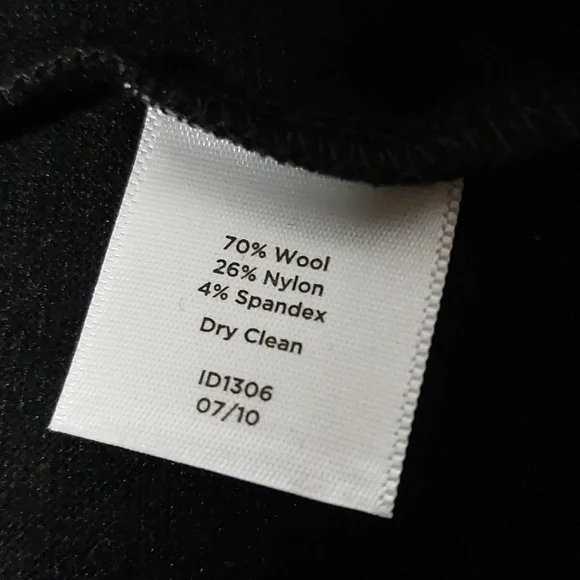 70% Wool
26% Nylon
4% Spandex
Dry Clean
ID1306
07/10